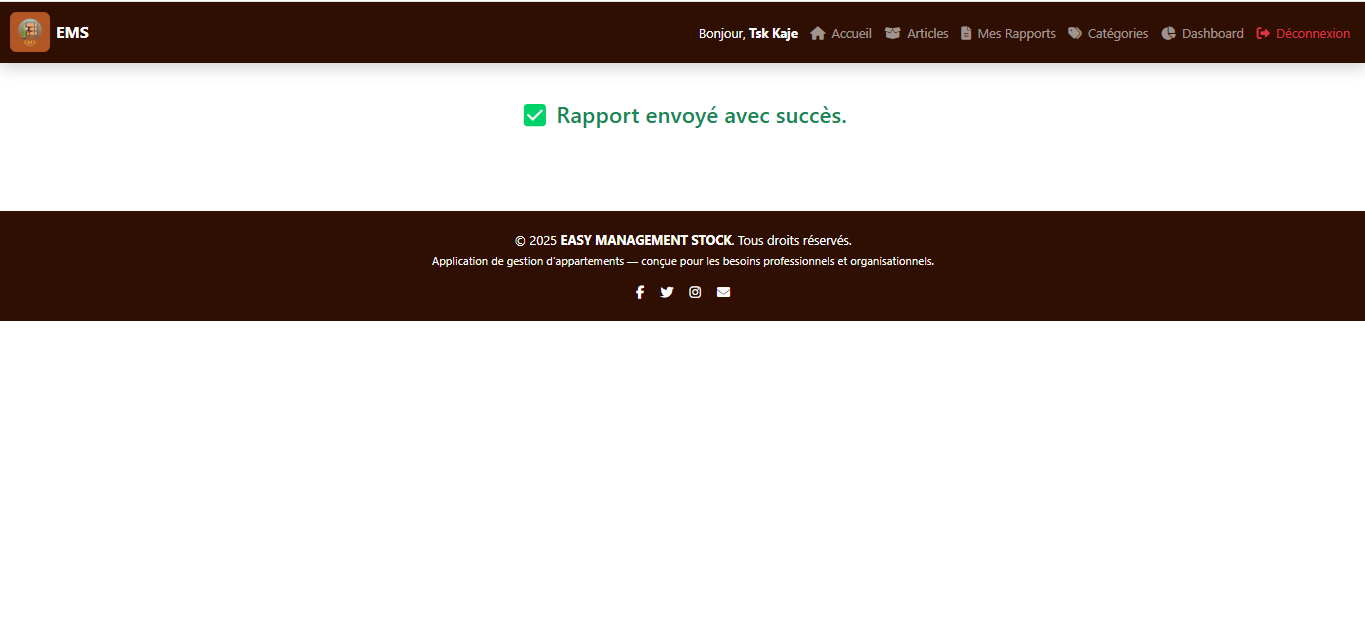 EMS
Bonjour, Tsk Kaje Accueil Articles Mes Rapports Catégories Dashboard Déconnexion
Rapport envoyé avec succès.
© 2025 EASY MANAGEMENT STOCK. Tous droits réservés.
Application de gestion d'appartements — conçue pour les besoins professionnels et organisationnels.